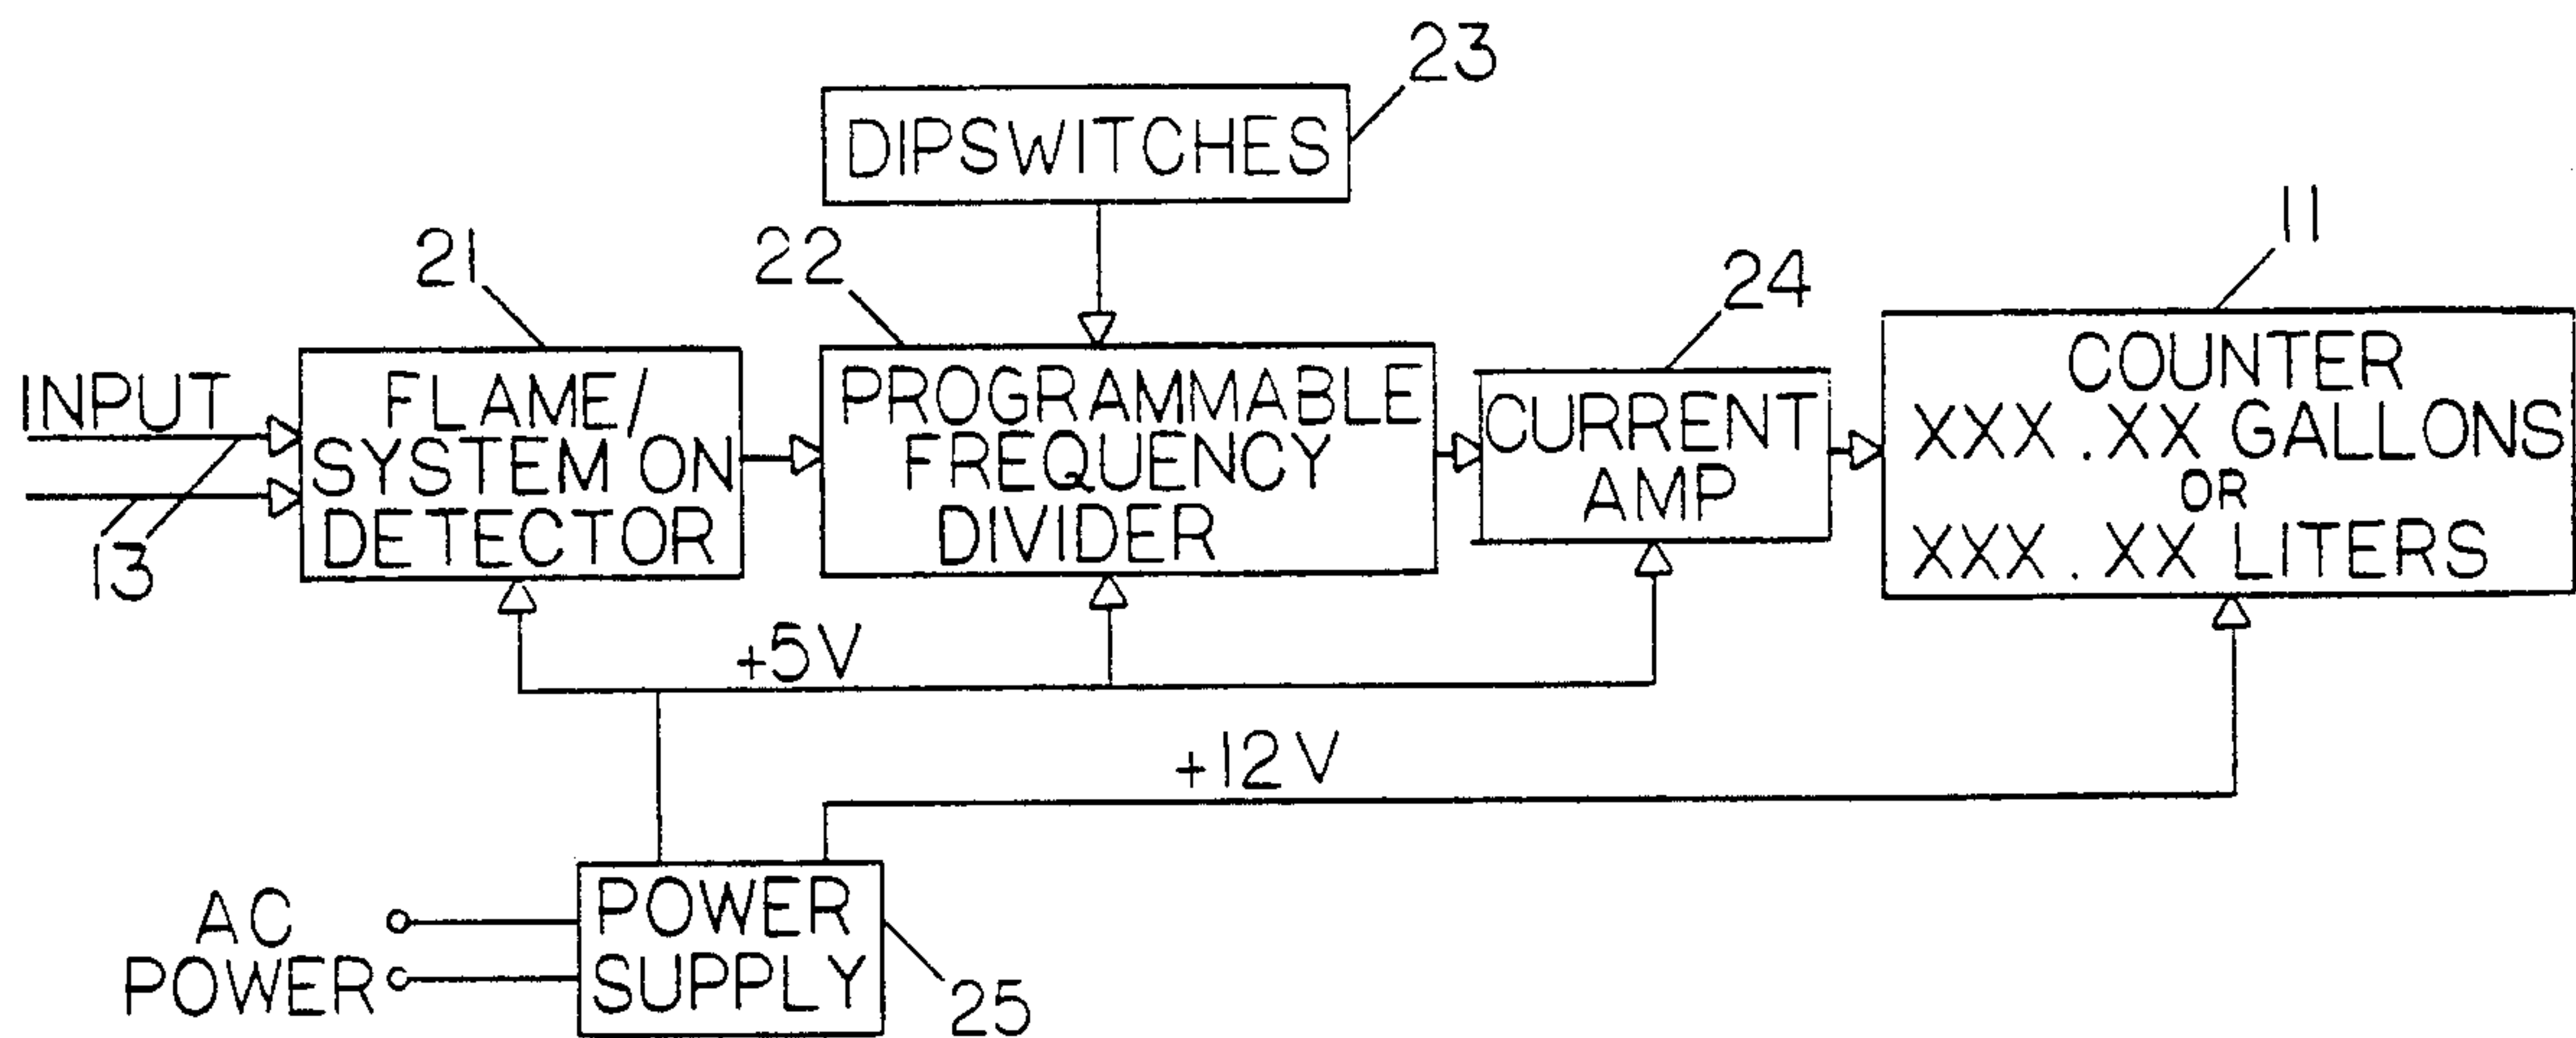 23
DIPSWITCHES
11
21
22
24
INPUT
FLAME/
SYSTEM ON
DETECTOR
PROGRAMMABLE
FREQUENCY
DIVIDER
CURRENT
AMP
COUNTER
XXX.XX GALLONS
OR
XXX.XX LITERS
13
+5V
+12V
AC
POWER
POWER
SUPPLY
25